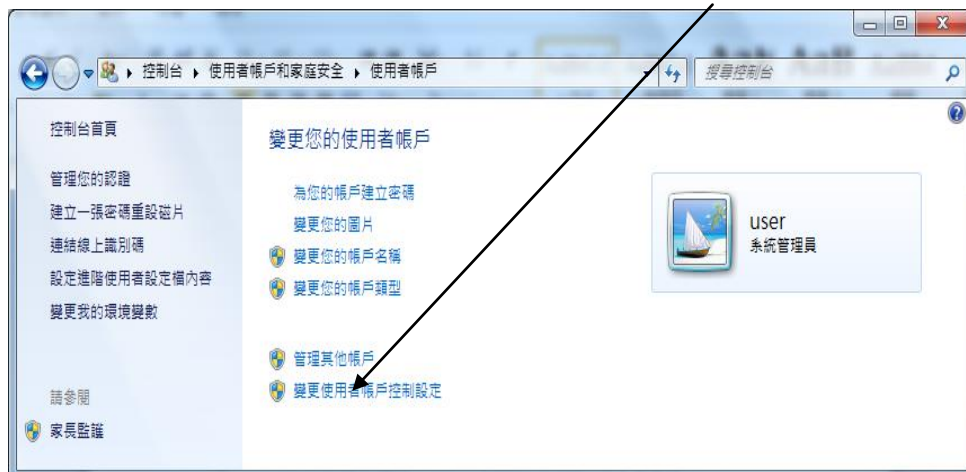 控制台 ▸ 使用者帳戶和家庭安全 ▸ 使用者帳戶
搜尋控制台
控制台首頁
管理您的認證
建立一張密碼重設磁片
連結線上識別碼
設定進階使用者設定檔內容
變更我的環境變數
請參閱
家長監護
變更您的使用者帳戶
為您的帳戶建立密碼
變更您的圖片
變更您的帳戶名稱
變更您的帳戶類型
管理其他帳戶
變更使用者帳戶控制設定
user
系統管理員